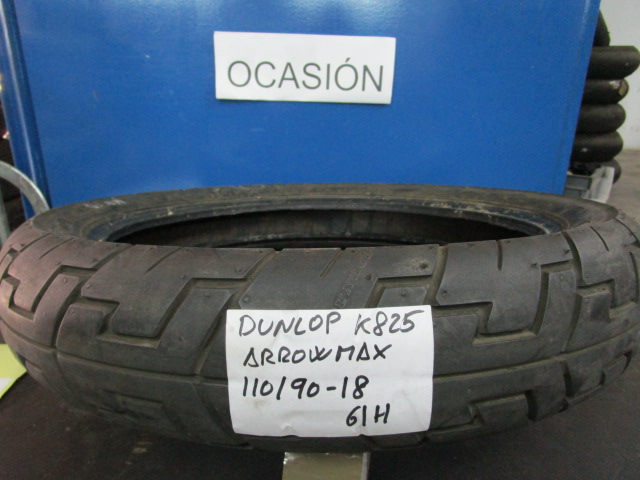 OCASIÓN
DUNLOP K825
ARROWMAX
110/90-18
61H